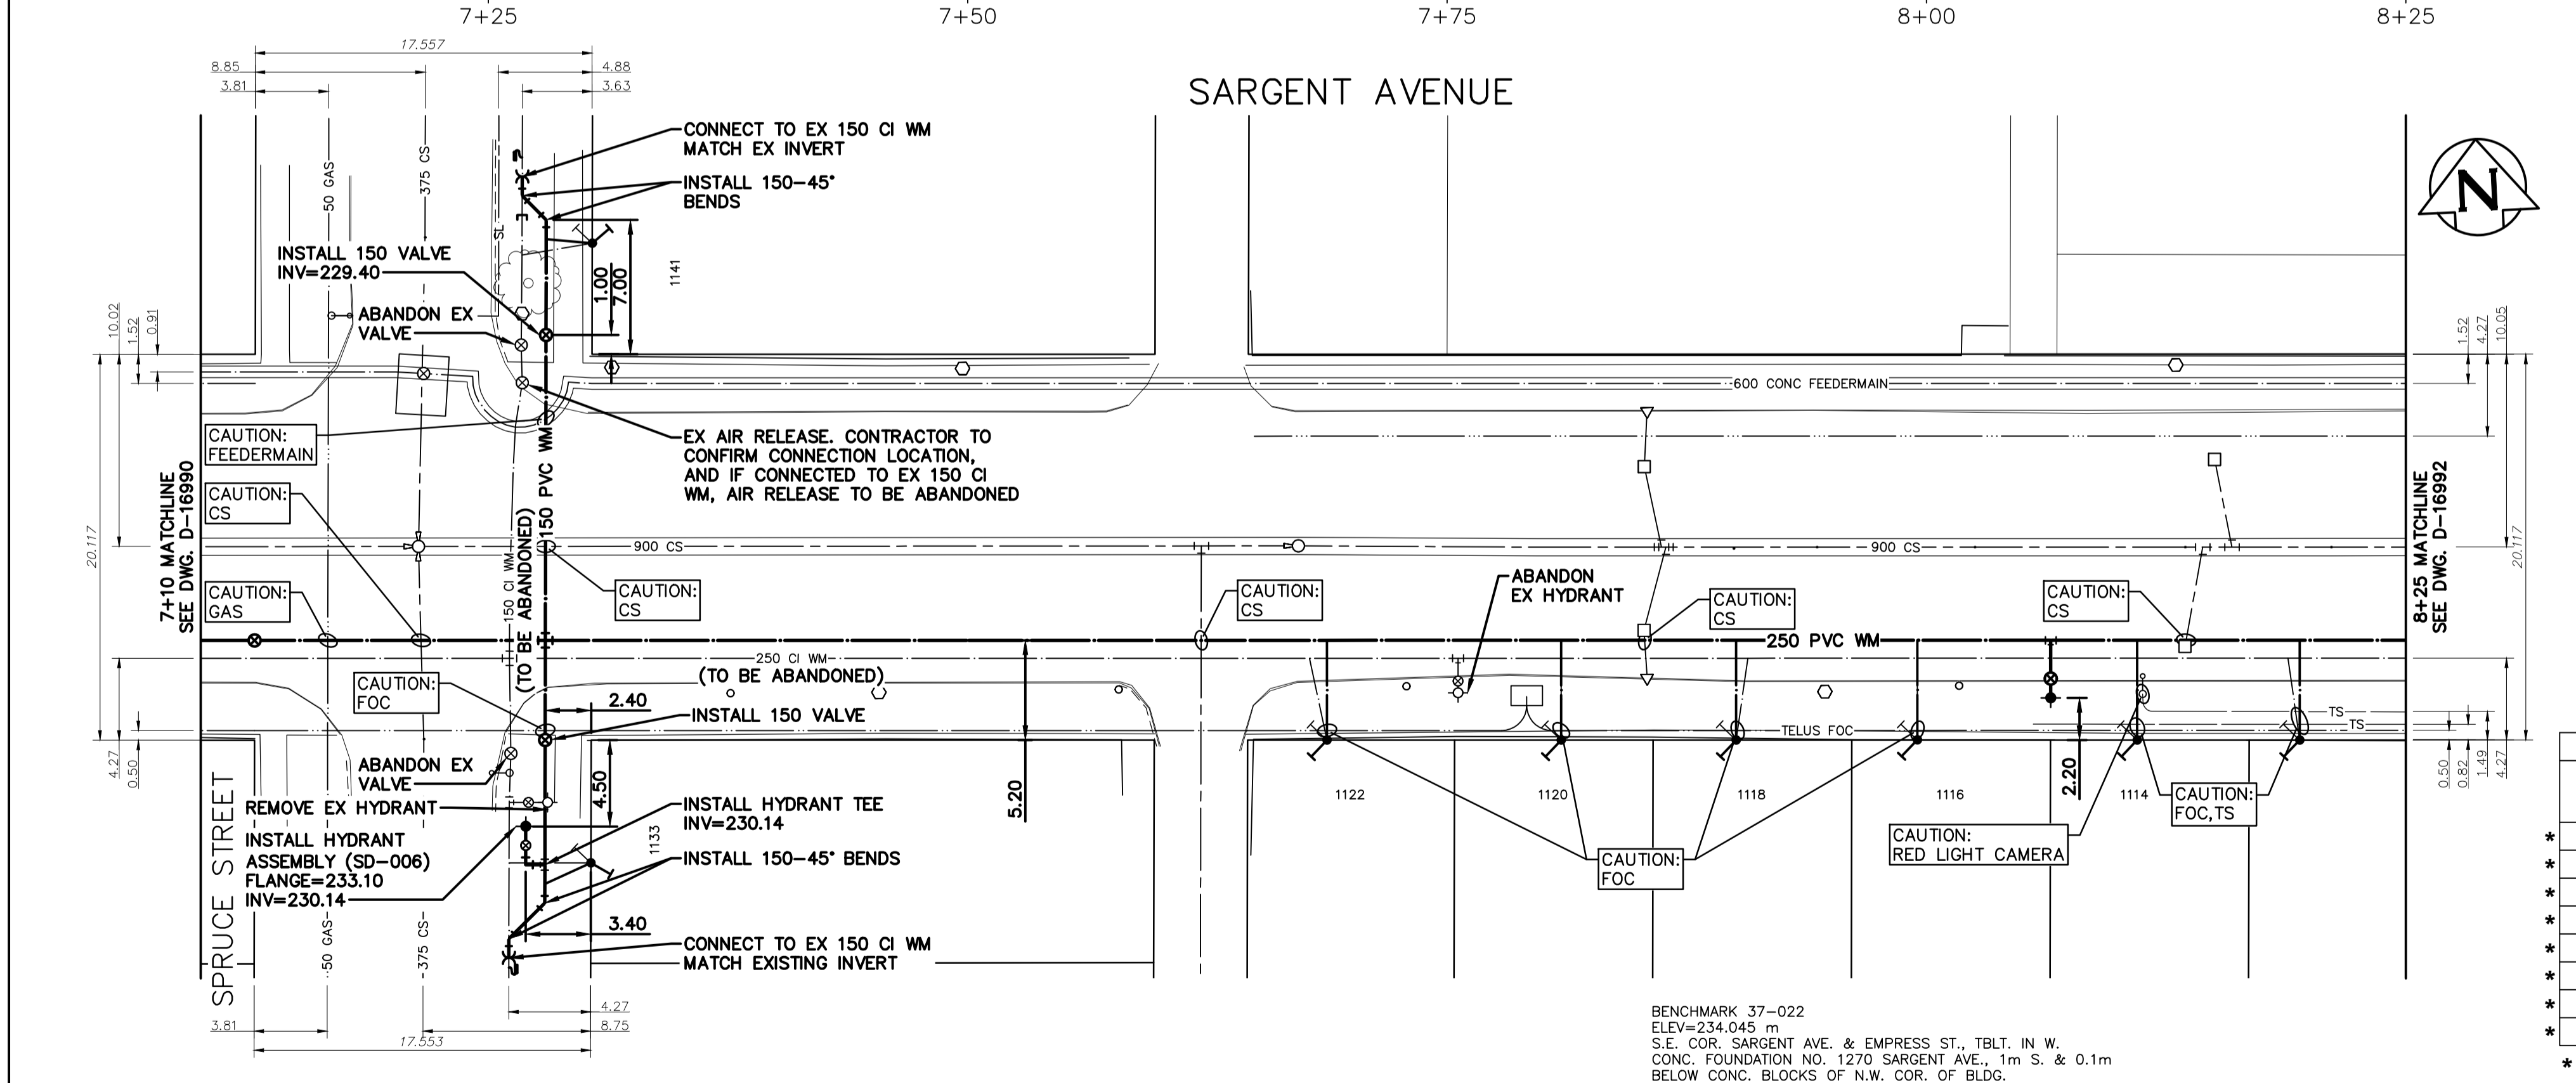 7+25
7+50
7+75
8+00
8+25
SARGENT AVENUE
17.557
8.85
4.88
3.81
3.63
CONNECT TO EX 150 CI WM
MATCH EX INVERT
INSTALL 150-45°
BENDS
50 GAS
375 CS
SL
N
INSTALL 150 VALVE
INV=229.40
1.00
7.00
1141
ABANDON EX
VALVE
10.02
1.52
0.91
1.52
4.27
10.05
600 CONC FEEDERMAIN
CAUTION:
FEEDERMAIN
EX AIR RELEASE. CONTRACTOR TO
CONFIRM CONNECTION LOCATION,
AND IF CONNECTED TO EX 150 CI
WM, AIR RELEASE TO BE ABANDONED
7+10 MATCHLINE
SEE DWG. D-16990
8+25 MATCHLINE
SEE DWG. D-16992
CAUTION:
CS
150 PVC WM
150 CI WM
(TO BE ABANDONED)
20.117
20.117
900 CS
900 CS
CAUTION:
GAS
CAUTION:
CS
CAUTION:
CS
ABANDON
EX HYDRANT
CAUTION:
CS
CAUTION:
CS
250 PVC WM
250 CI WM
(TO BE ABANDONED)
CAUTION:
FOC
2.40
INSTALL 150 VALVE
TELUS FOC
TS
TS
4.27
0.50
ABANDON EX
VALVE
4.50
5.20
2.20
0.50
0.82
1.49
4.27
REMOVE EX HYDRANT
INSTALL HYDRANT TEE
INV=230.14
1122
1120
1118
1116
1114
CAUTION:
FOC,TS
INSTALL HYDRANT
ASSEMBLY (SD-006)
FLANGE=233.10
INV=230.14
1133
INSTALL 150-45° BENDS
CAUTION:
FOC
CAUTION:
RED LIGHT CAMERA
SPRUCE STREET
50 GAS
375 CS
3.40
CONNECT TO EX 150 CI WM
MATCH EXISTING INVERT
4.27
3.81
8.75
17.553
BENCHMARK 37-022
ELEV=234.045 m
S.E. COR. SARGENT AVE. & EMPRESS ST., TBLT. IN W.
CONC. FOUNDATION NO. 1270 SARGENT AVE., 1m S. & 0.1m
BELOW CONC. BLOCKS OF N.W. COR. OF BLDG.
*
*
*
*
*
*
*
*
*